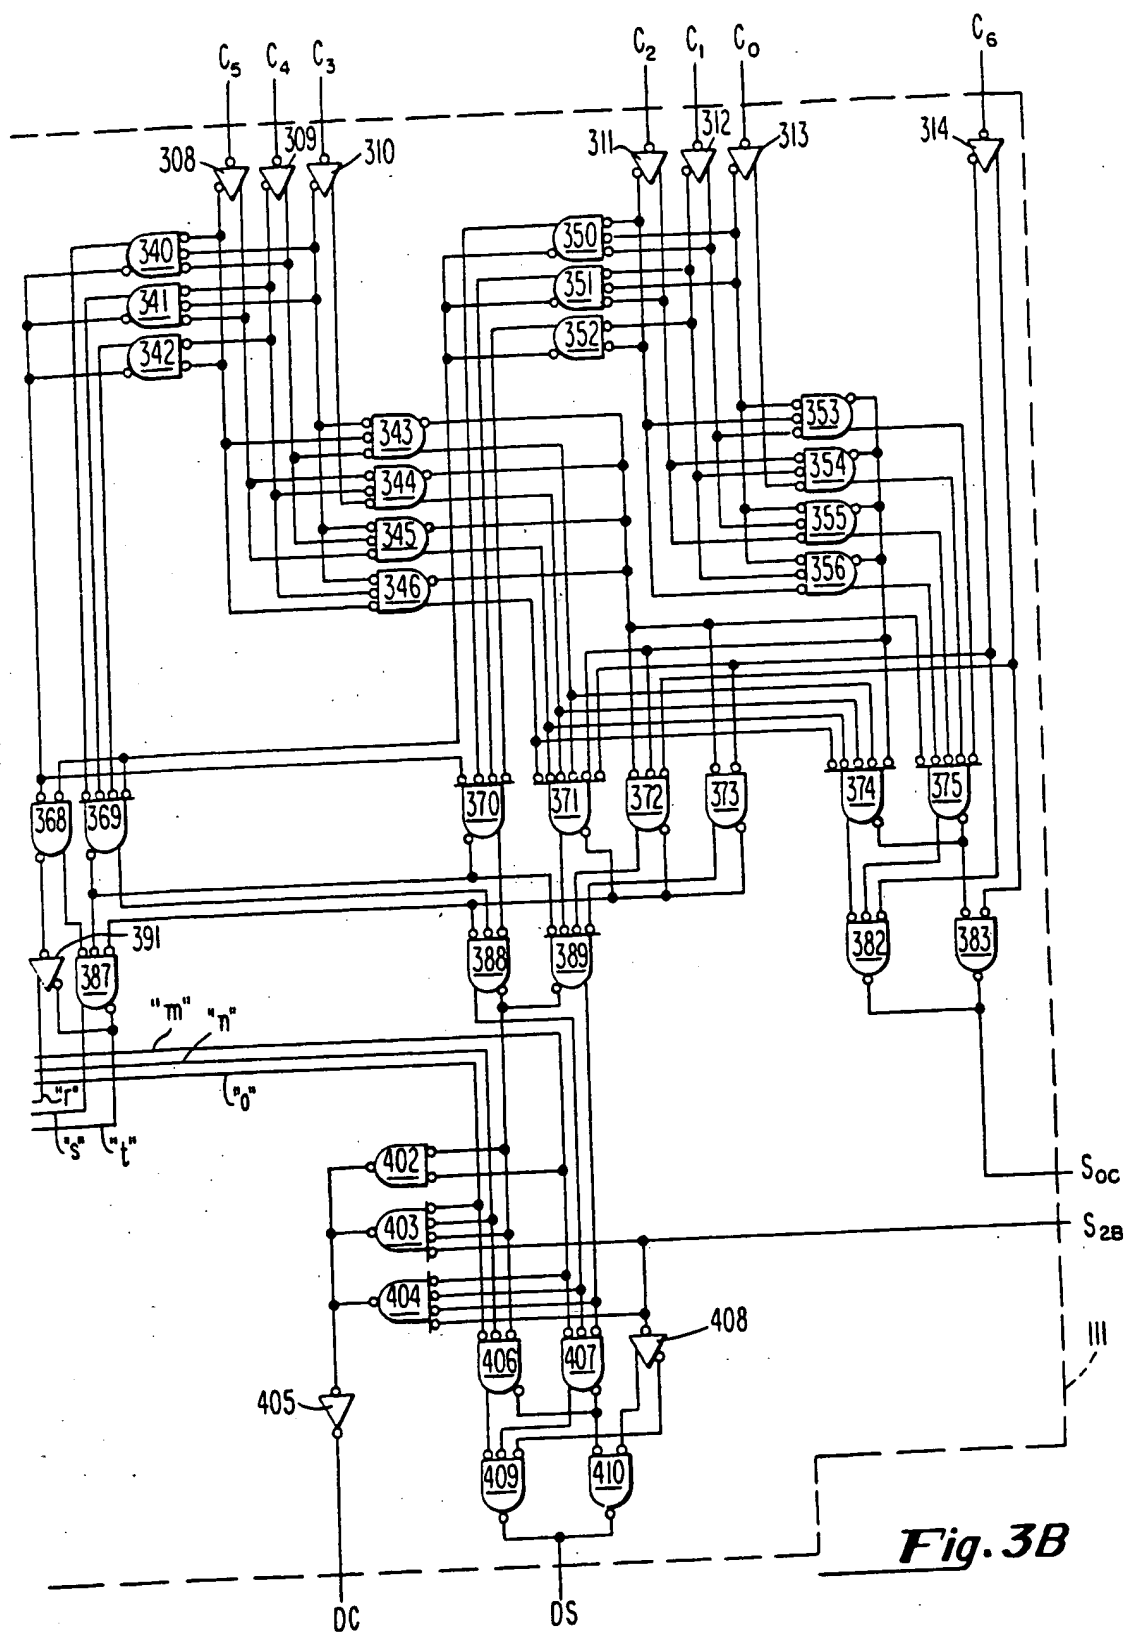 C5 C4 C3 C2 C1 C0 C6
308 309 310 311 312 313 314
340 350
341 351
342 352
343 353
344 354
345 355
346 356
368 369 370 371 372 373 374 375
391 387 388 389 382 383
"m" "n"
"r" "o"
"s" "t"
402 SOC
403 S2B
404
406 407 408 111
405
409 410
Fig. 3B
DC DS